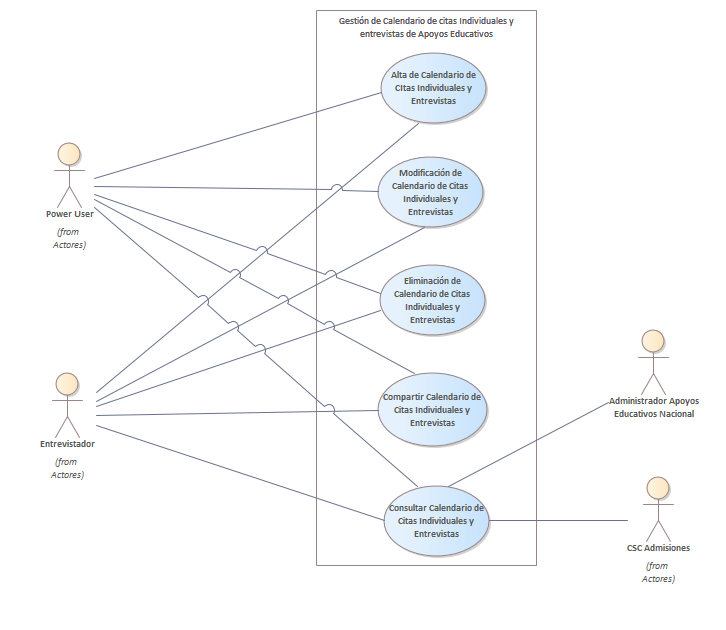 Gestión de Calendario de citas Individuales y
entrevistas de Apoyos Educativos
Alta de Calendario de
CItas Individuales y
Entrevistas
Modificación de
Calendario de Citas
Individuales y
Entrevistas
Power User
(from
Actores)
Eliminación de
Calendario de Citas
Individuales y
Entrevistas
Compartir Calendario de
Citas Individuales y
Entrevistas
Administrador Apoyos
Educativos Nacional
Entrevistador
(from
Actores)
Consultar Calendario de
Citas Individuales y
Entrevistas
CSC Admisiones
(from
Actores)